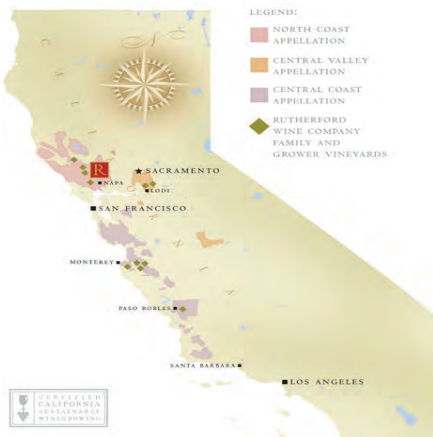 LEGEND:
NORTH COAST
APPELLATION
CENTRAL VALLEY
APPELLATION
CENTRAL COAST
APPELLATION
RUTHERFORD
WINE COMPANY
FAMILY AND
GROWER VINEYARDS
N
R
SACRAMENTO
NAPA
LODI
SAN FRANCISCO
MONTEREY
PASO ROBLES
SANTA BARBARA
LOS ANGELES
CERTIFIED
CALIFORNIA
SUSTAINABLE
WINEGROWING